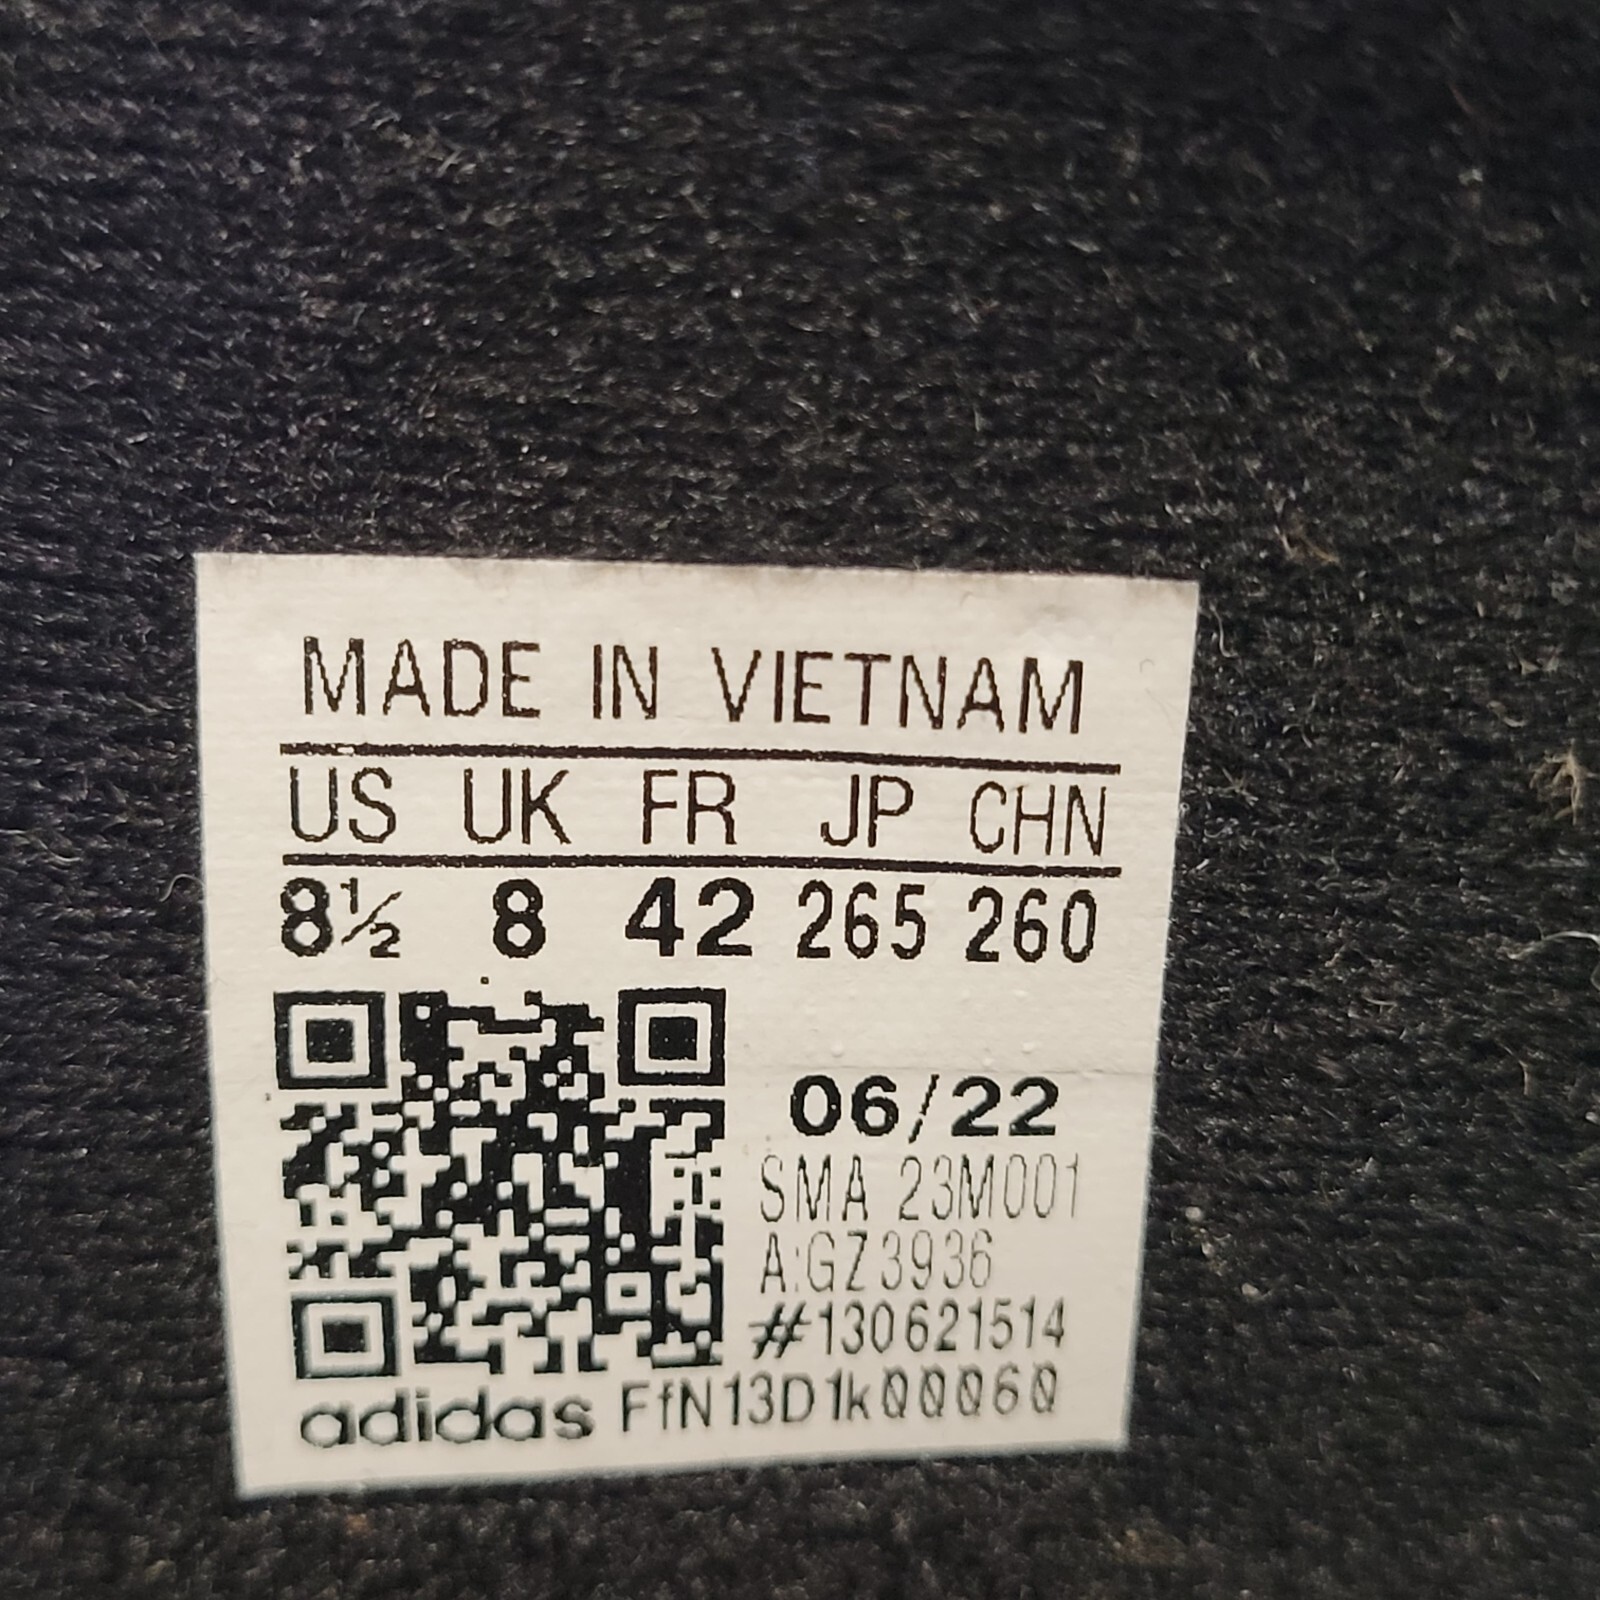 MADE IN VIETNAM
US UK FR JP CHN
8½ 8 42 265 260
06/22
SMA 23M001
A:GZ3936
#130621514
adidas FfN13D1k00060